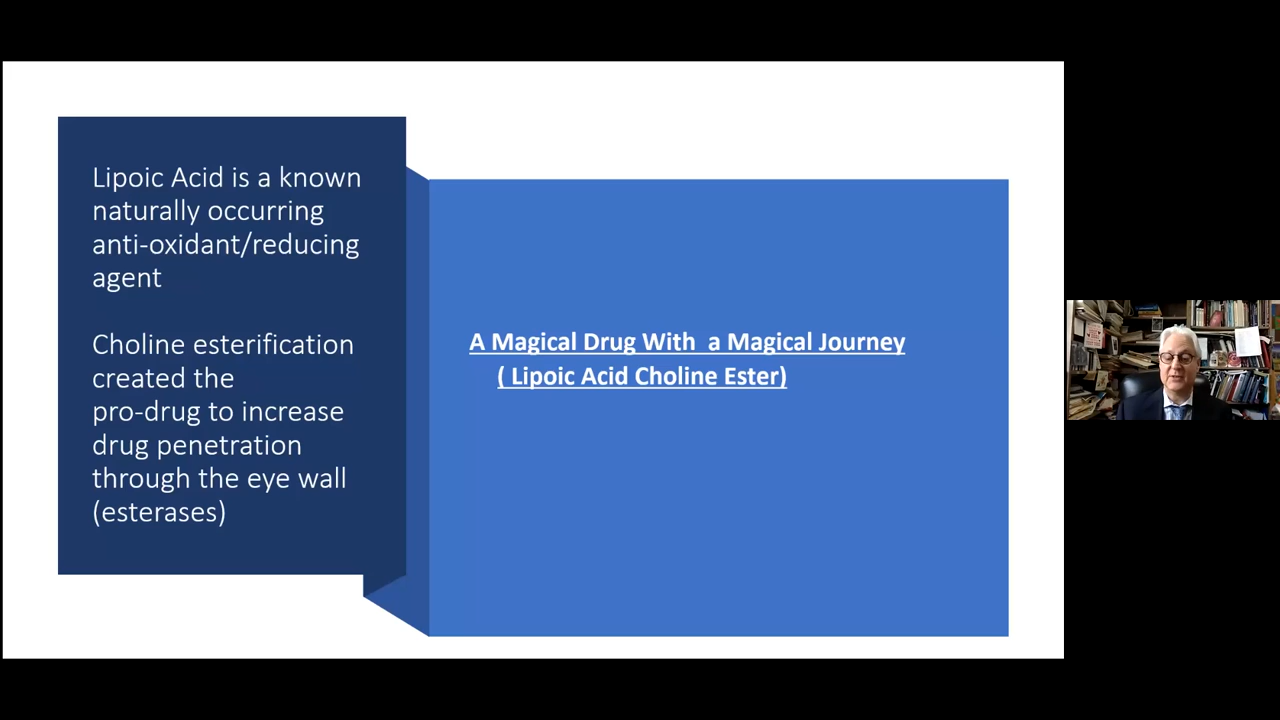 Lipoic Acid is a known
naturally occurring
anti-oxidant/reducing
agent
Choline esterification
created the
pro-drug to increase
drug penetration
through the eye wall
(esterases)
A Magical Drug With  a Magical Journey
( Lipoic Acid Choline Ester)